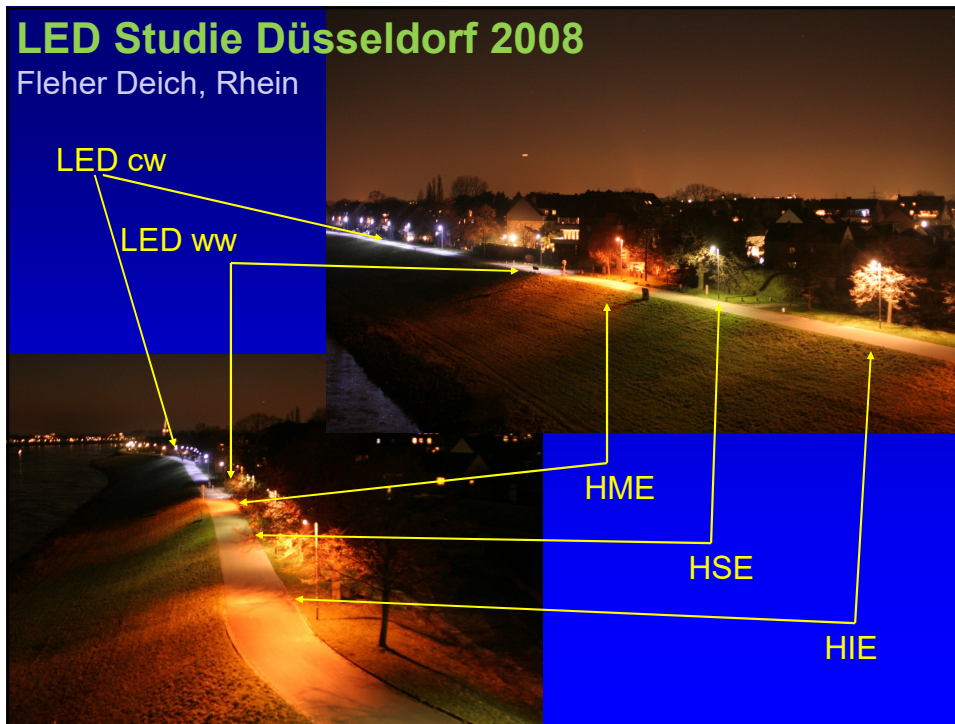 LED Studie Düsseldorf 2008
Fleher Deich, Rhein
LED cw
LED ww
HME
HSE
HIE